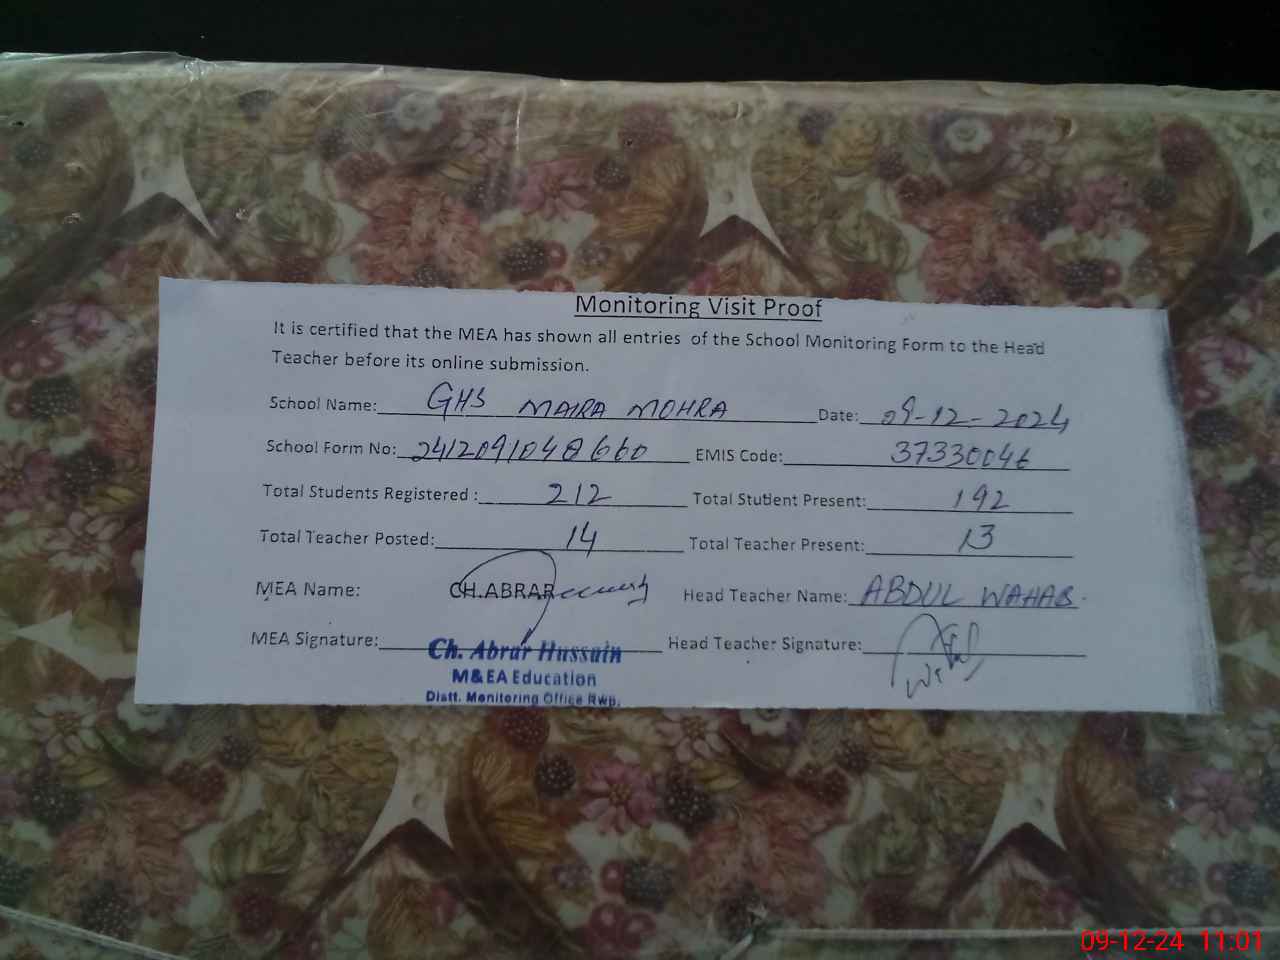 Monitoring Visit Proof
It is certified that the MEA has shown all entries of the School Monitoring Form to the Head
Teacher before its online submission.
School Name: GHS MAIRA MOHRA Date: 09-12-2024
School Form No: 2412091048660 EMIS Code: 37330046
Total Students Registered : 212 Total Student Present: 192
Total Teacher Posted: 14 Total Teacher Present: 13
MEA Name: CH.ABRAR Head Teacher Name: ABDUL WAHAB.
MEA Signature: Head Teacher Signature:
Ch. Abrar Hussain
M&EA Education
Distt. Monitoring Office Rwp.
09-12-24 11:01